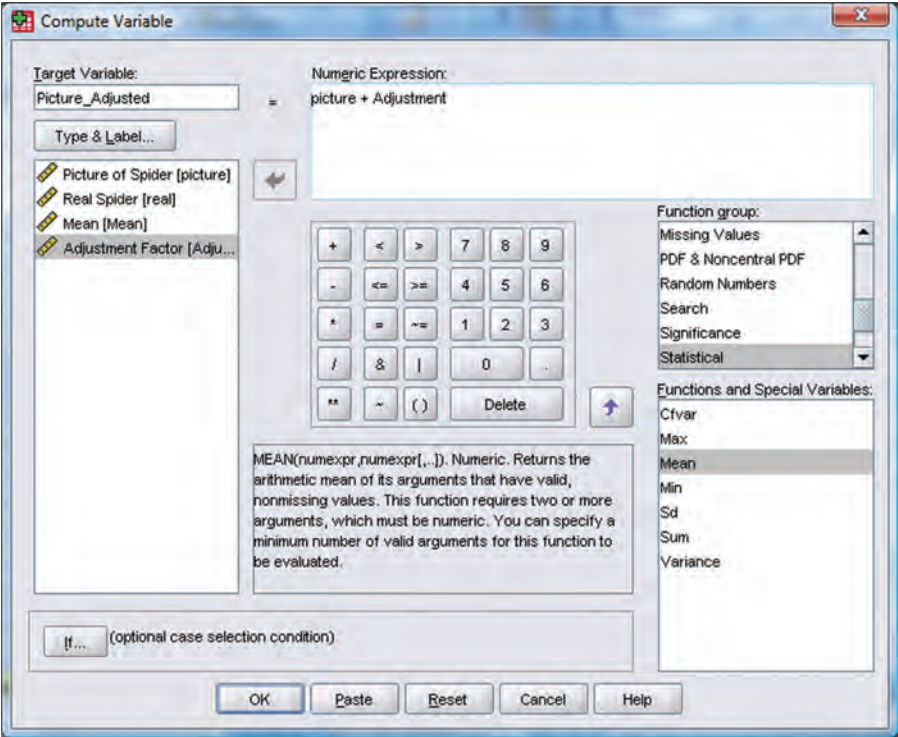 Compute Variable
x
Target Variable:
Picture_Adjusted
=
Numeric Expression:
picture + Adjustment
Type & Label...
Picture of Spider [picture]
Real Spider [real]
Mean [Mean]
Adjustment Factor [Adju...
+ < > 7 8 9
- <= >= 4 5 6
* = ~= 1 2 3
/ & | 0 .
** ~ ( ) Delete
Function group:
Missing Values
PDF & Noncentral PDF
Random Numbers
Search
Significance
Statistical
Functions and Special Variables:
Cfvar
Max
Mean
Min
Sd
Sum
Variance
MEAN(numexpr,numexpr[,..]). Numeric. Returns the
arithmetic mean of its arguments that have valid,
nonmissing values. This function requires two or more
arguments, which must be numeric. You can specify a
minimum number of valid arguments for this function to
be evaluated.
If... (optional case selection condition)
OK Paste Reset Cancel Help